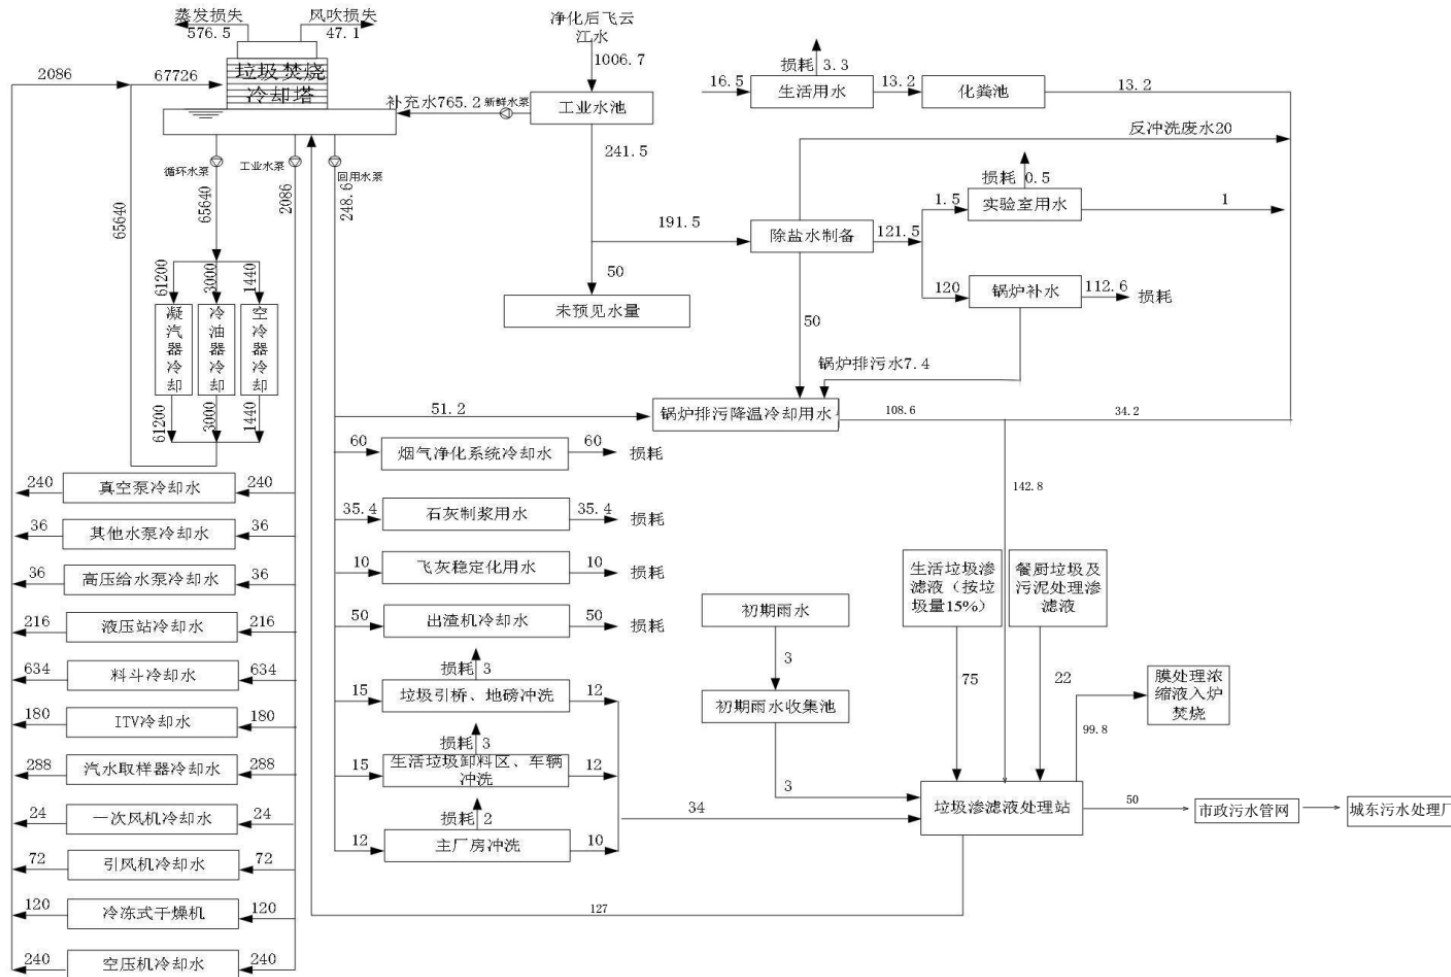 蒸发损失
576.5
风吹损失
47.1
净化后飞云
江水
1006.7
2086
67726
垃圾焚烧
冷却塔
补充水765.2
新鲜水泵
工业水池
16.5
生活用水
损耗 3.3
13.2
化粪池
13.2
反冲洗废水20
241.5
循环水泵
工业水泵
回用水泵
65640
65640
2086
248.6
191.5
除盐水制备
121.5
1.5
损耗 0.5
实验室用水
1
120
锅炉补水
112.6
损耗
50
未预见水量
50
锅炉排污水7.4
61200
3000
1440
凝汽器冷却
冷油器冷却
空冷器冷却
61200
3000
1440
51.2
锅炉排污降温冷却用水
108.6
34.2
142.8
60
烟气净化系统冷却水
60
损耗
35.4
石灰制浆用水
35.4
损耗
10
飞灰稳定化用水
10
损耗
50
出渣机冷却水
50
损耗
损耗 3
15
垃圾引桥、地磅冲洗
12
损耗 3
15
生活垃圾卸料区、车辆
冲洗
12
损耗 2
12
主厂房冲洗
10
34
240
真空泵冷却水
240
36
其他水泵冷却水
36
36
高压给水泵冷却水
36
216
液压站冷却水
216
634
料斗冷却水
634
180
ITV冷却水
180
288
汽水取样器冷却水
288
24
一次风机冷却水
24
72
引风机冷却水
72
120
冷冻式干燥机
120
240
空压机冷却水
240
初期雨水
3
初期雨水收集池
3
生活垃圾渗
滤液（按垃
圾量15%）
75
餐厨垃圾及
污泥处理渗
滤液
22
膜处理浓
缩液入炉
焚烧
99.8
垃圾渗滤液处理站
50
市政污水管网
城东污水处理厂
127